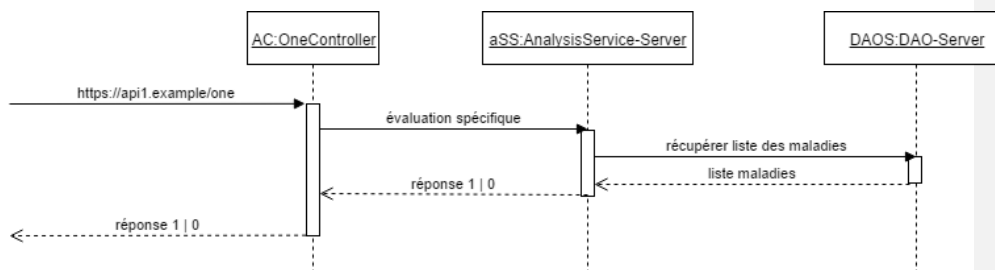 AC:OneController
aSS:AnalysisService-Server
DAOS:DAO-Server
https://api1.example/one
évaluation spécifique
récupérer liste des maladies
liste maladies
réponse 1 | 0
réponse 1 | 0